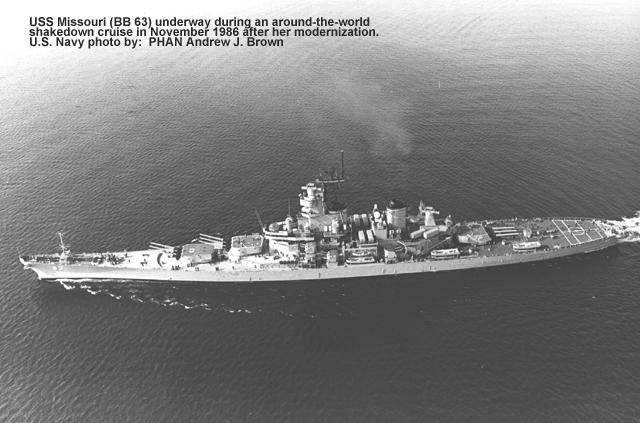 USS Missouri (BB 63) underway during an around-the-world
shakedown cruise in November 1986 after her modernization.
U.S. Navy photo by:  PHAN Andrew J. Brown